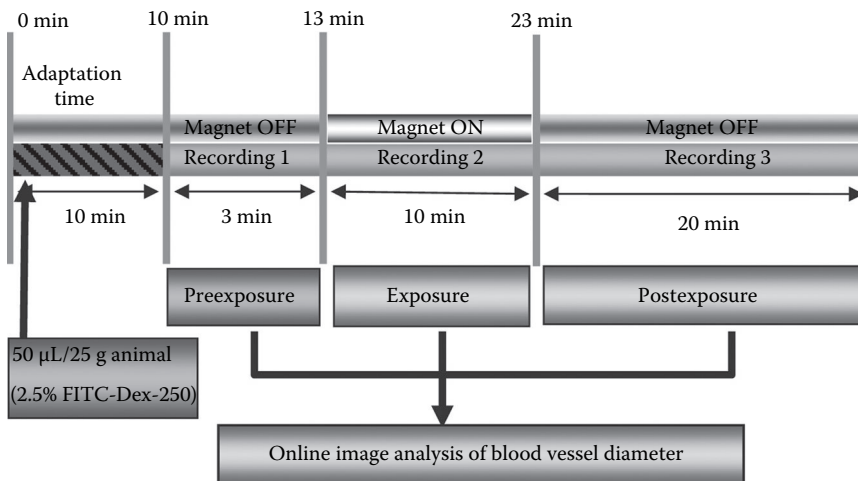 0 min
10 min
13 min
23 min
Adaptation
time
Magnet OFF
Magnet ON
Magnet OFF
Recording 1
Recording 2
Recording 3
10 min
3 min
10 min
20 min
Preexposure
Exposure
Postexposure
50 µL/25 g animal
(2.5% FITC-Dex-250)
Online image analysis of blood vessel diameter